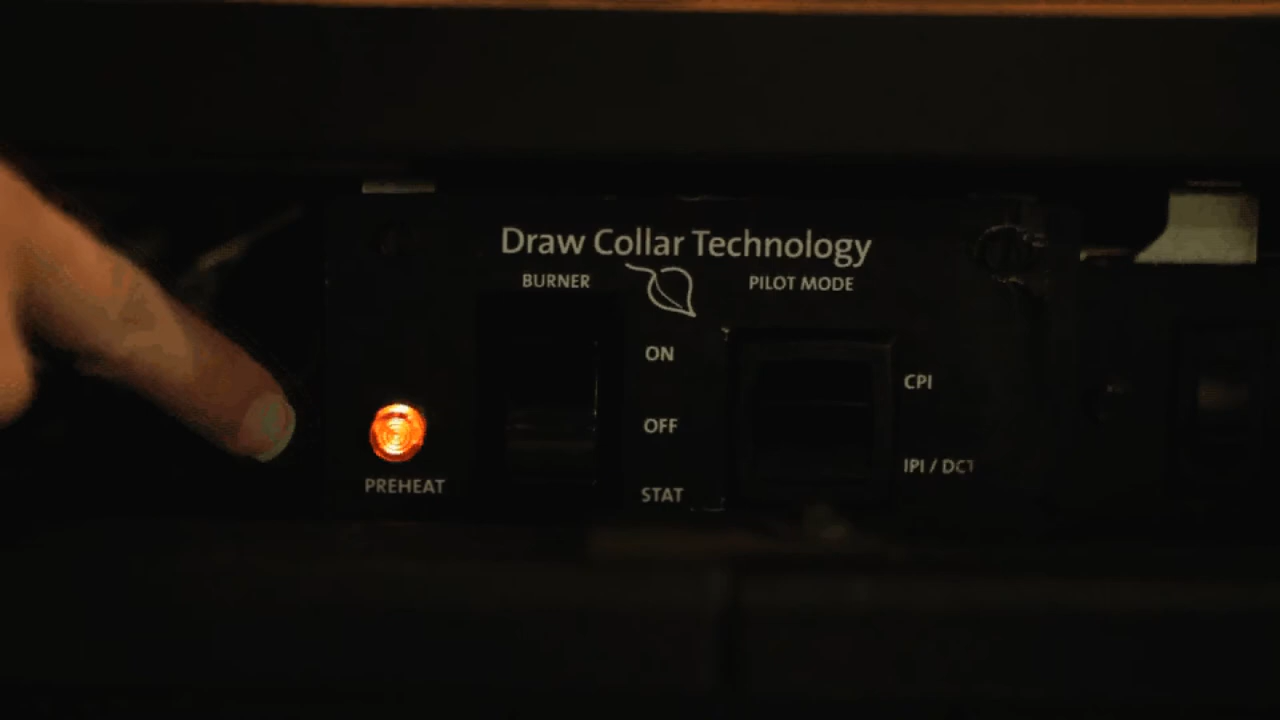 Draw Collar Technology
BURNER PILOT MODE
ON
CPI
OFF
IPI / DCT
PREHEAT
STAT